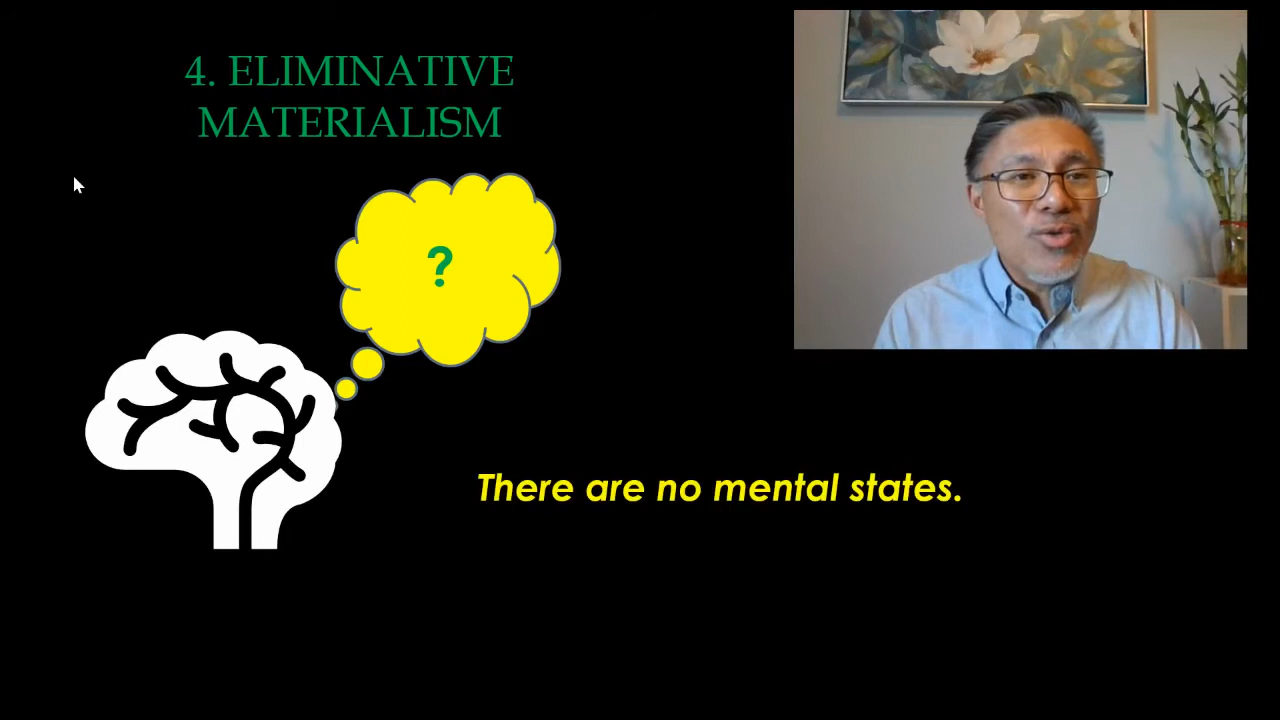 4. ELIMINATIVE
MATERIALISM
?
There are no mental states.